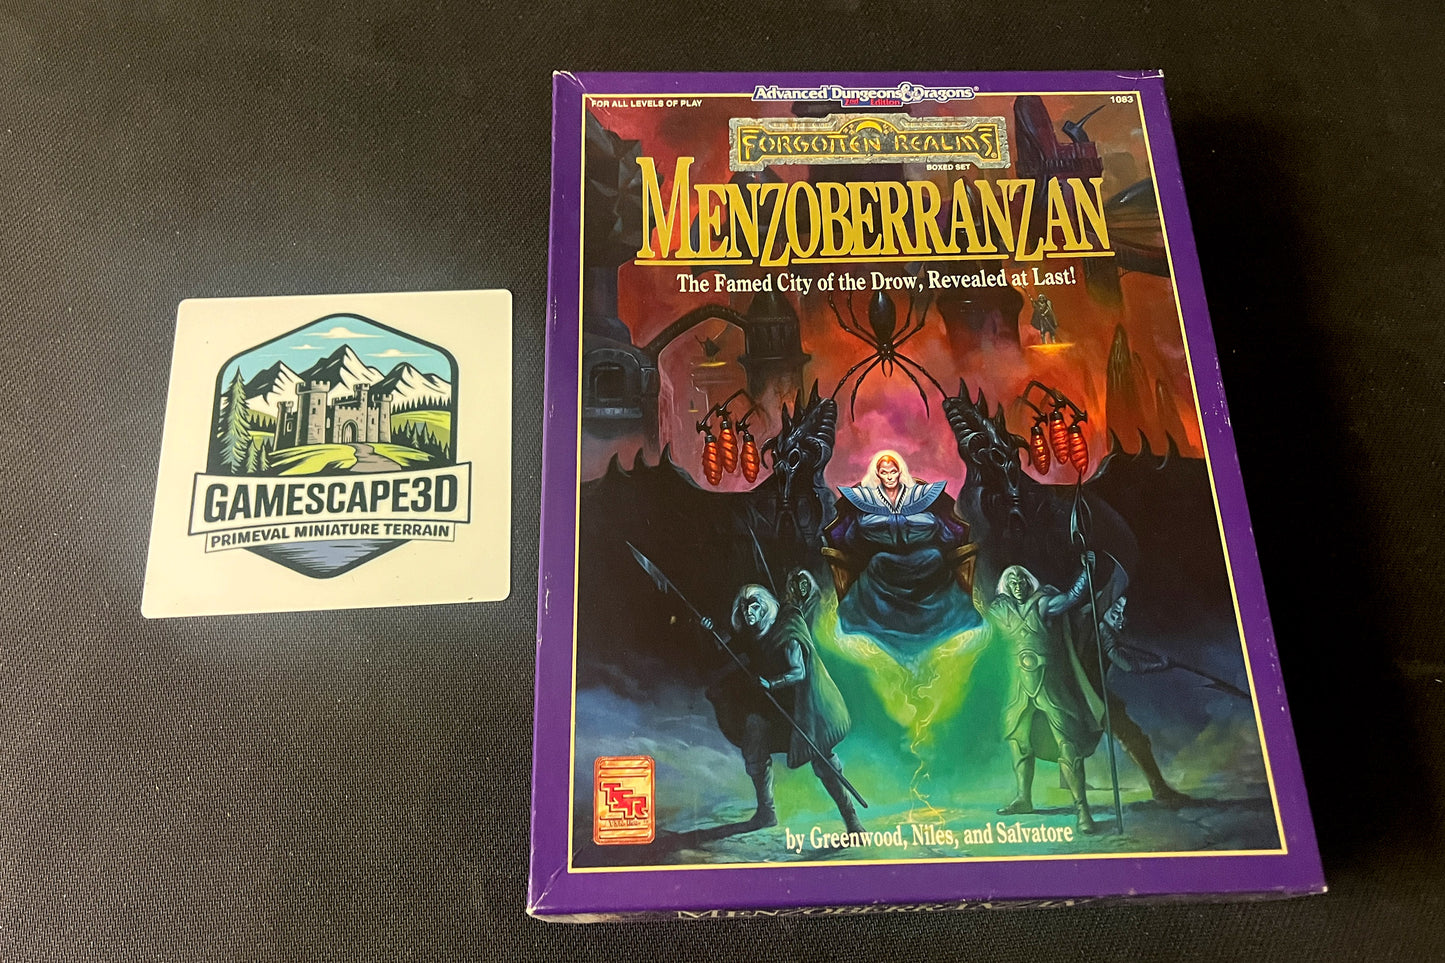 GAMESCAPE3D
PRIMEVAL MINIATURE TERRAIN
Advanced Dungeons & Dragons®
2nd Edition
FOR ALL LEVELS OF PLAY
1083
FORGOTTEN REALMS®
BOXED SET
MENZOBERRANZAN
The Famed City of the Drow, Revealed at Last!
TSR
by Greenwood, Niles, and Salvatore
MENZOBERRANZAN